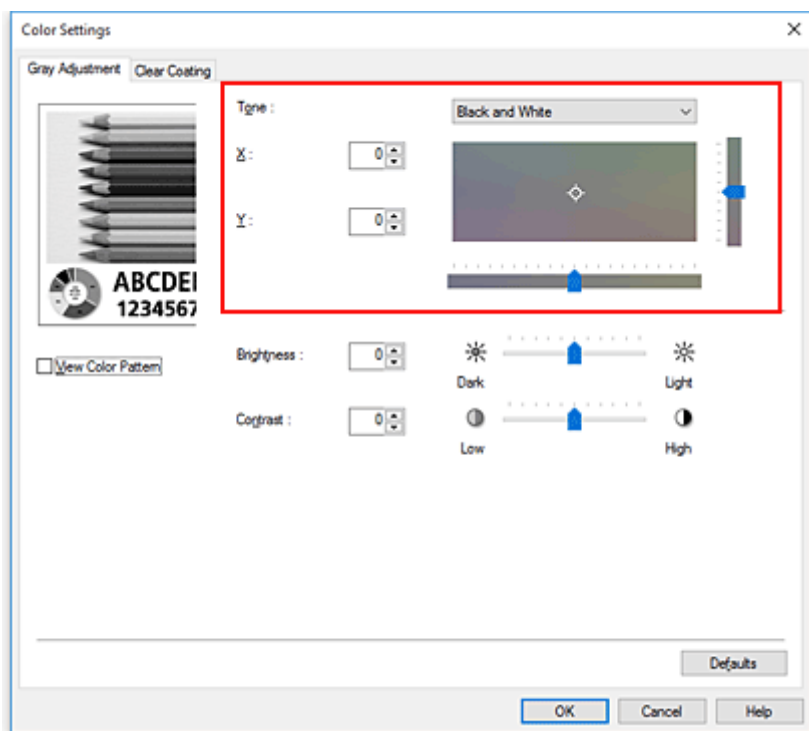 Color Settings
Gray Adjustment Clear Coating
Tone : Black and White
X : 0
Y : 0
ABCDEI
1234567
View Color Pattern
Brightness : 0
Dark Light
Contrast : 0
Low High
Defaults
OK Cancel Help